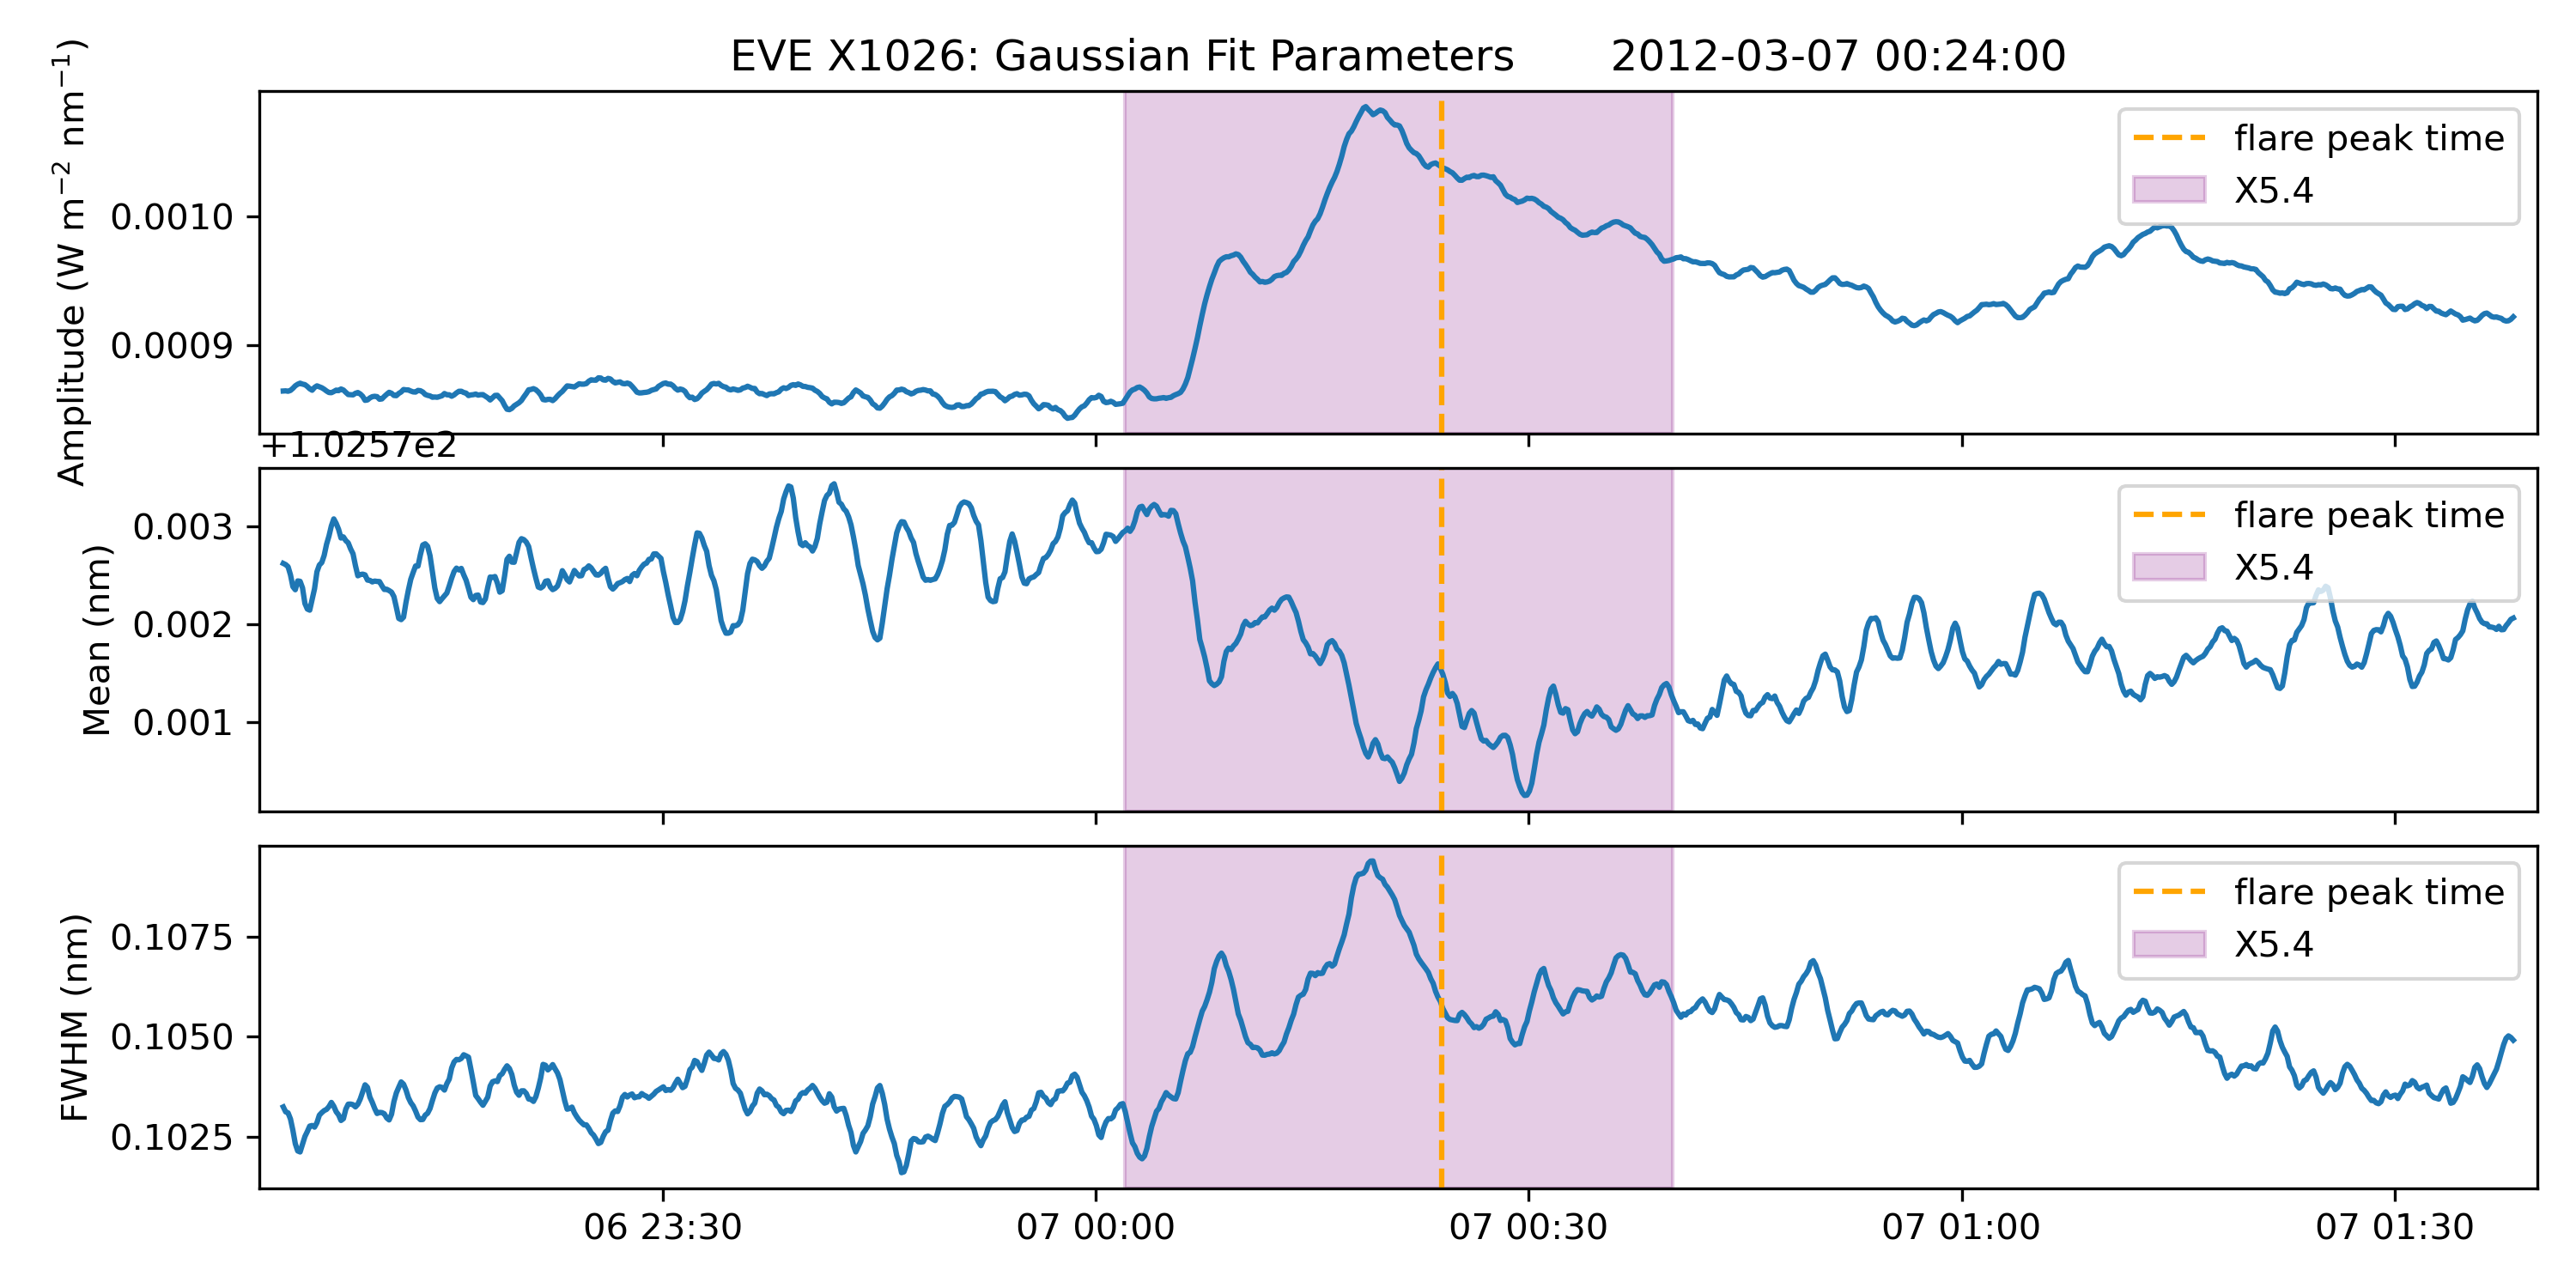 EVE X1026: Gaussian Fit Parameters 2012-03-07 00:24:00
Amplitude (W m⁻² nm⁻¹)
0.0010
0.0009
flare peak time
X5.4
+1.0257e2
Mean (nm)
0.003
0.002
0.001
flare peak time
X5.4
FWHM (nm)
0.1075
0.1050
0.1025
flare peak time
X5.4
06 23:30 07 00:00 07 00:30 07 01:00 07 01:30